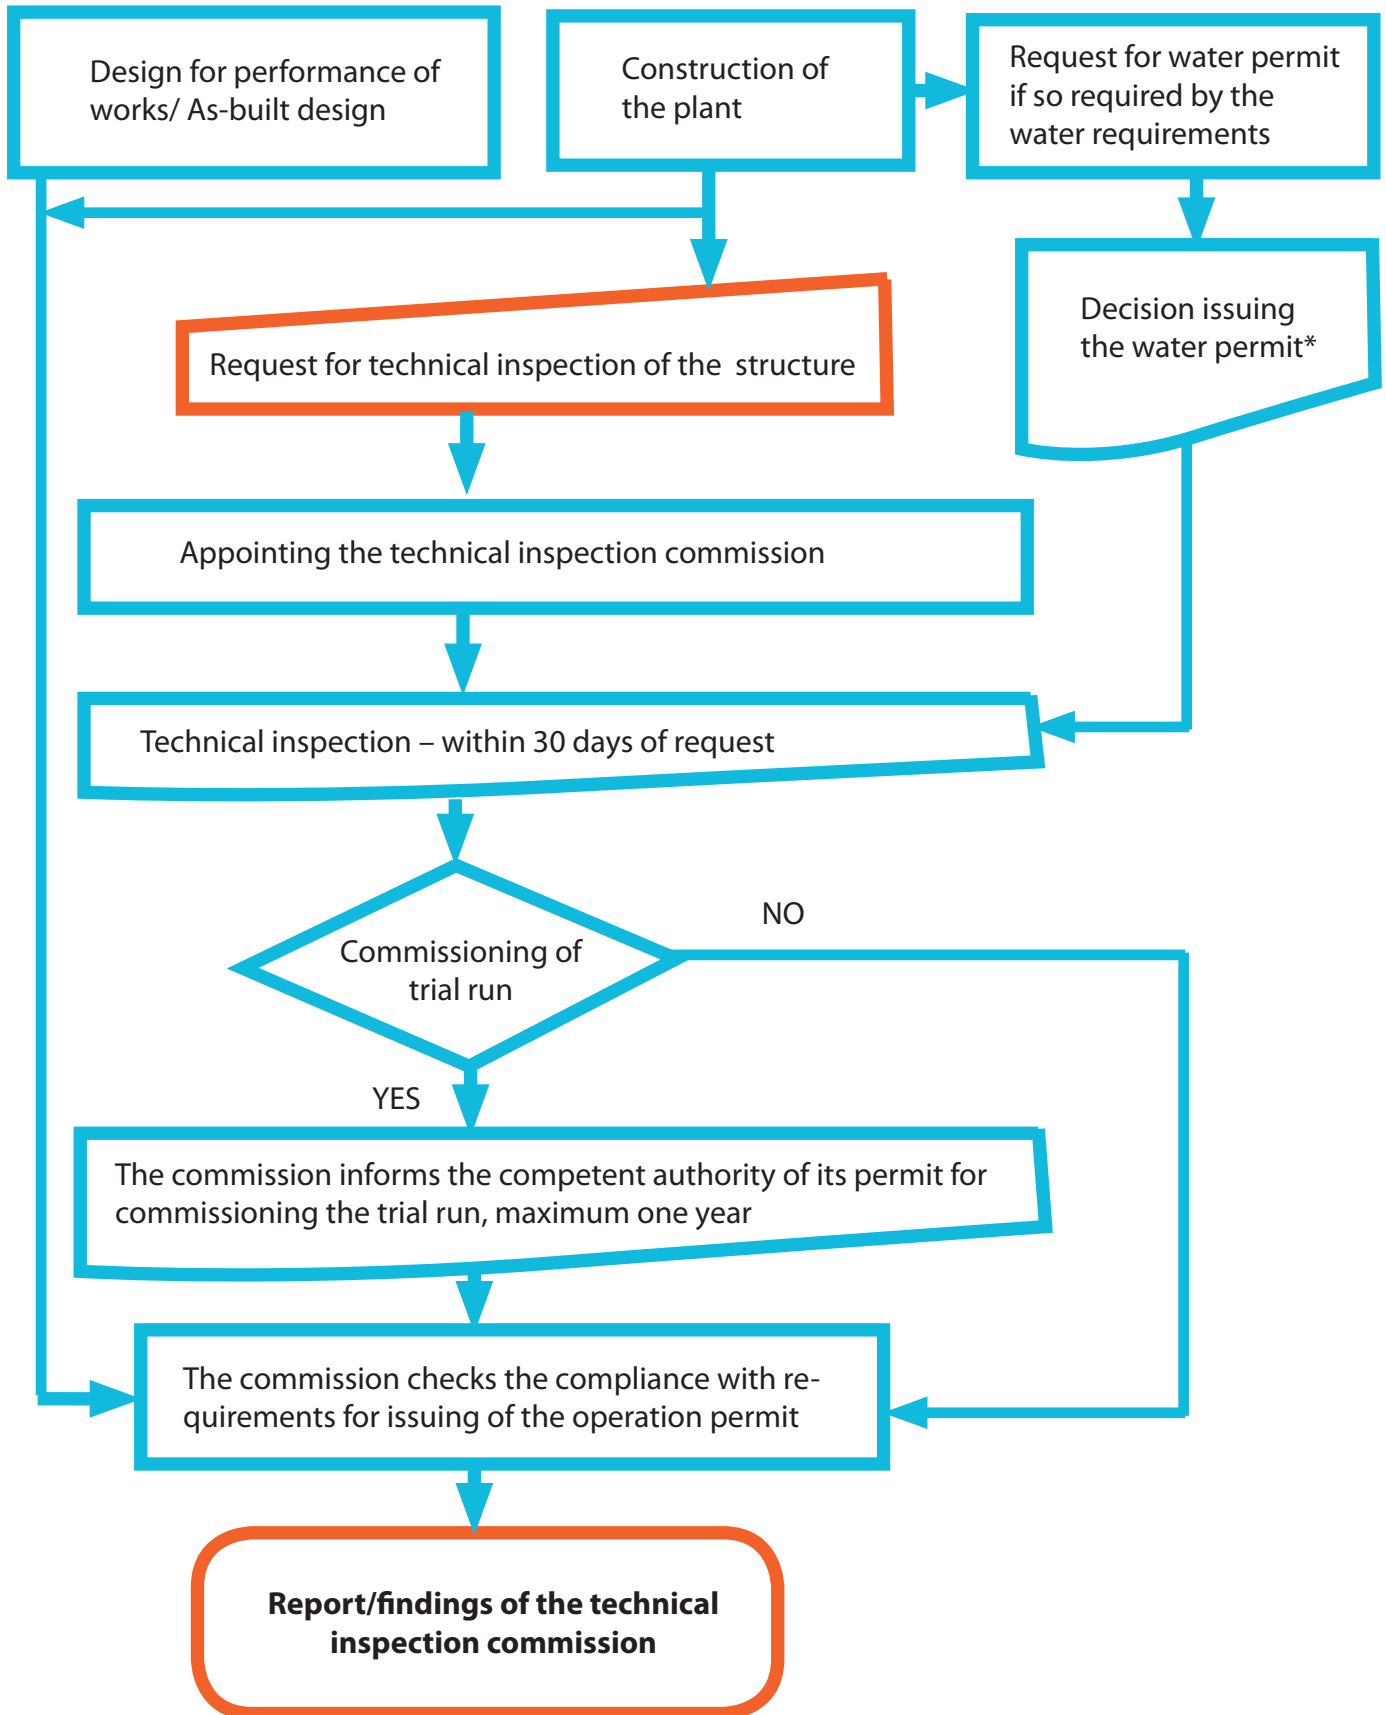 Design for performance of
works/ As-built design
Construction of
the plant
Request for water permit
if so required by the
water requirements
Decision issuing
the water permit*
Request for technical inspection of the structure
Appointing the technical inspection commission
Technical inspection – within 30 days of request
Commissioning of
trial run
NO
YES
The commission informs the competent authority of its permit for
commissioning the trial run, maximum one year
The commission checks the compliance with re-
quirements for issuing of the operation permit
Report/findings of the technical
inspection commission